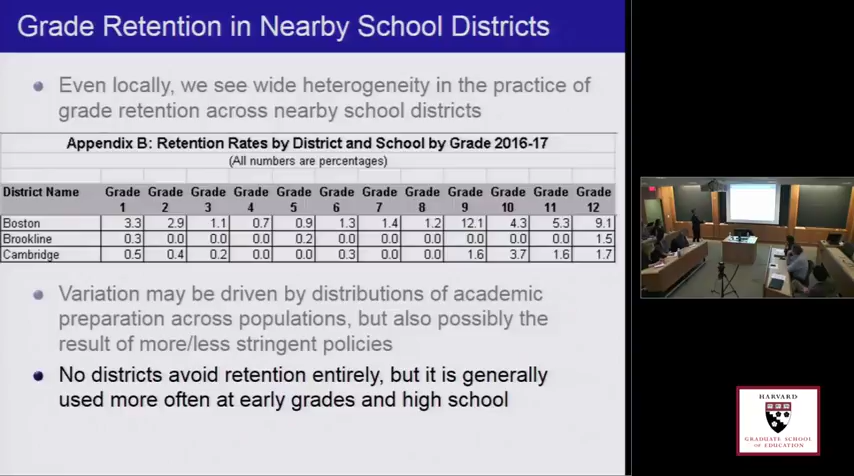 Grade Retention in Nearby School Districts
Even locally, we see wide heterogeneity in the practice of
grade retention across nearby school districts
Appendix B: Retention Rates by District and School by Grade 2016-17
(All numbers are percentages)
District Name Grade 1 Grade 2 Grade 3 Grade 4 Grade 5 Grade 6 Grade 7 Grade 8 Grade 9 Grade 10 Grade 11 Grade 12
Boston 3.3 2.9 1.1 0.7 0.9 1.3 1.4 1.2 12.1 4.3 5.3 9.1
Brookline 0.3 0.0 0.0 0.0 0.2 0.0 0.0 0.0 0.0 0.0 0.0 1.5
Cambridge 0.5 0.4 0.2 0.0 0.0 0.3 0.0 0.0 1.6 3.7 1.6 1.7
Variation may be driven by distributions of academic
preparation across populations, but also possibly the
result of more/less stringent policies
No districts avoid retention entirely, but it is generally
used more often at early grades and high school
HARVARD
GRADUATE SCHOOL
OF EDUCATION